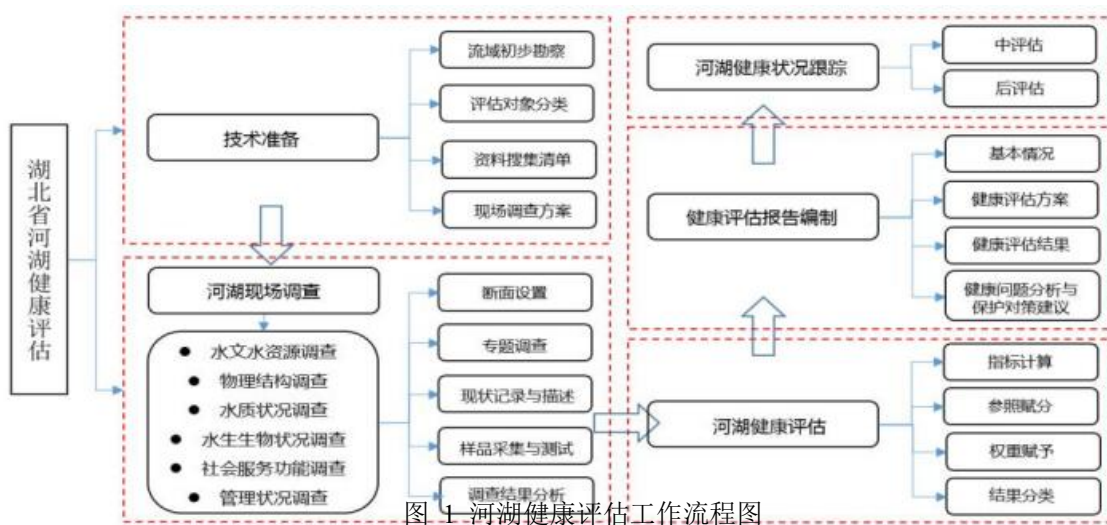 湖北省河湖健康评估
技术准备
流域初步勘察
评估对象分类
资料搜集清单
现场调查方案
河湖现场调查
● 水文水资源调查
● 物理结构调查
● 水质状况调查
● 水生生物状况调查
● 社会服务功能调查
● 管理状况调查
断面设置
专题调查
现状记录与描述
样品采集与测试
调查结果分析
河湖健康评估
指标计算
参照赋分
权重赋予
结果分类
健康评估报告编制
基本情况
健康评估方案
健康评估结果
健康问题分析与
保护对策建议
河湖健康状况跟踪
中评估
后评估
图 1 河湖健康评估工作流程图